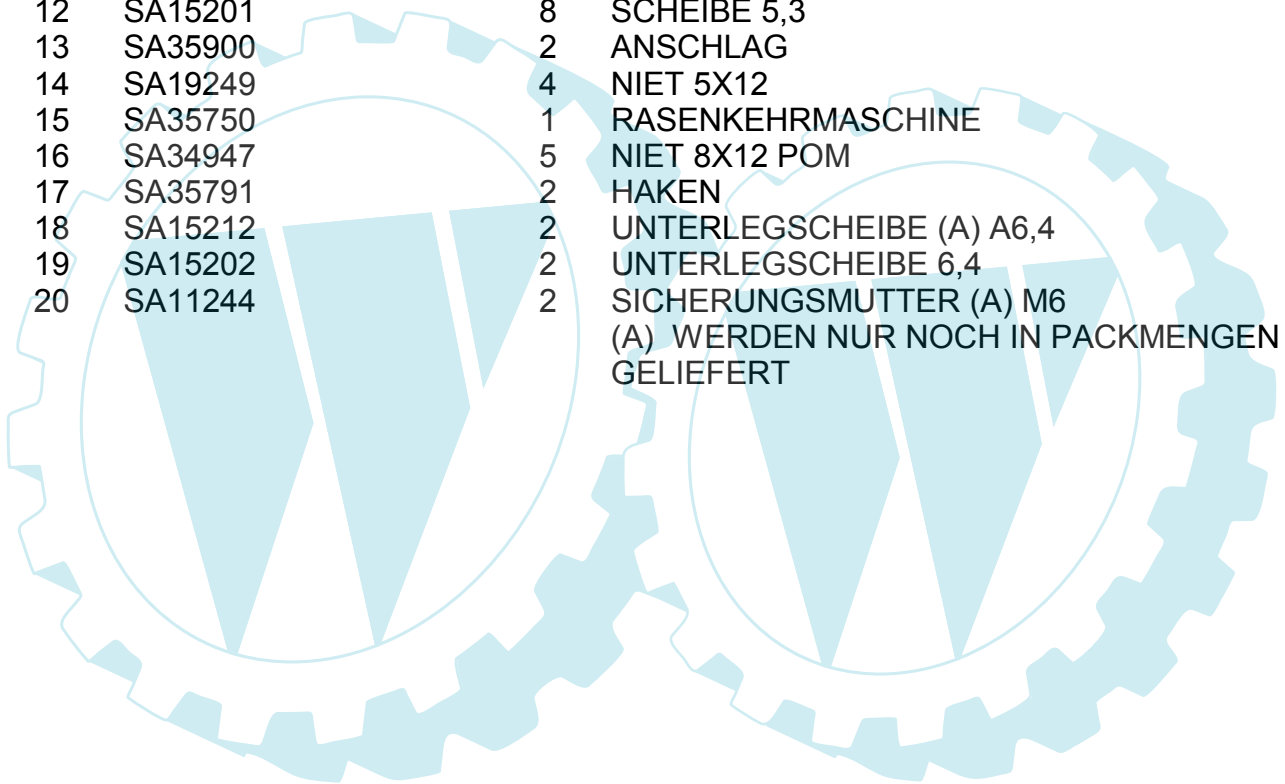 12 SA15201 8 SCHEIBE 5,3
13 SA35900 2 ANSCHLAG
14 SA19249 4 NIET 5X12
15 SA35750 1 RASENKEHRMASCHINE
16 SA34947 5 NIET 8X12 POM
17 SA35791 2 HAKEN
18 SA15212 2 UNTERLEGSCHEIBE (A) A6,4
19 SA15202 2 UNTERLEGSCHEIBE 6,4
20 SA11244 2 SICHERUNGSMUTTER (A) M6
(A) WERDEN NUR NOCH IN PACKMENGEN
GELIEFERT